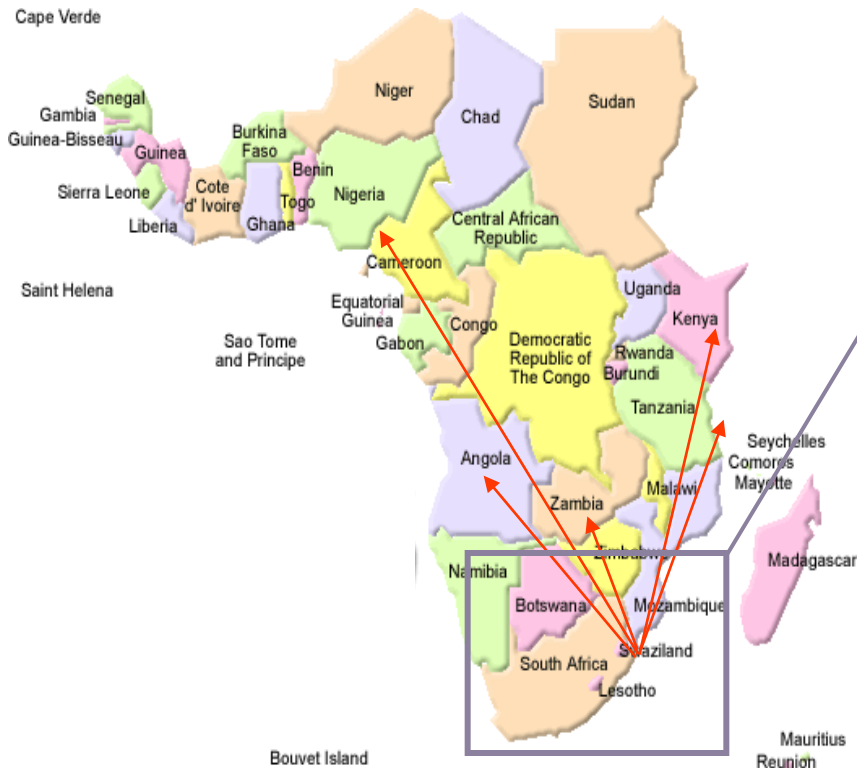 Cape Verde
Niger
Chad
Sudan
Senegal
Gambia
Guinea-Bissau
Guinea
Burkina
Faso
Benin
Sierra Leone
Cote
d' Ivoire
Togo
Nigeria
Liberia
Ghana
Central African
Republic
Cameroon
Saint Helena
Uganda
Equatorial
Guinea
Kenya
Congo
Sao Tome
and Principe
Gabon
Democratic
Republic of
The Congo
Rwanda
Burundi
Tanzania
Seychelles
Angola
Comoros
Mayotte
Malawi
Zambia
Zimbabwe
Madagascar
Namibia
Botswana
Mozambique
Swaziland
South Africa
Lesotho
Mauritius
Reunion
Bouvet Island